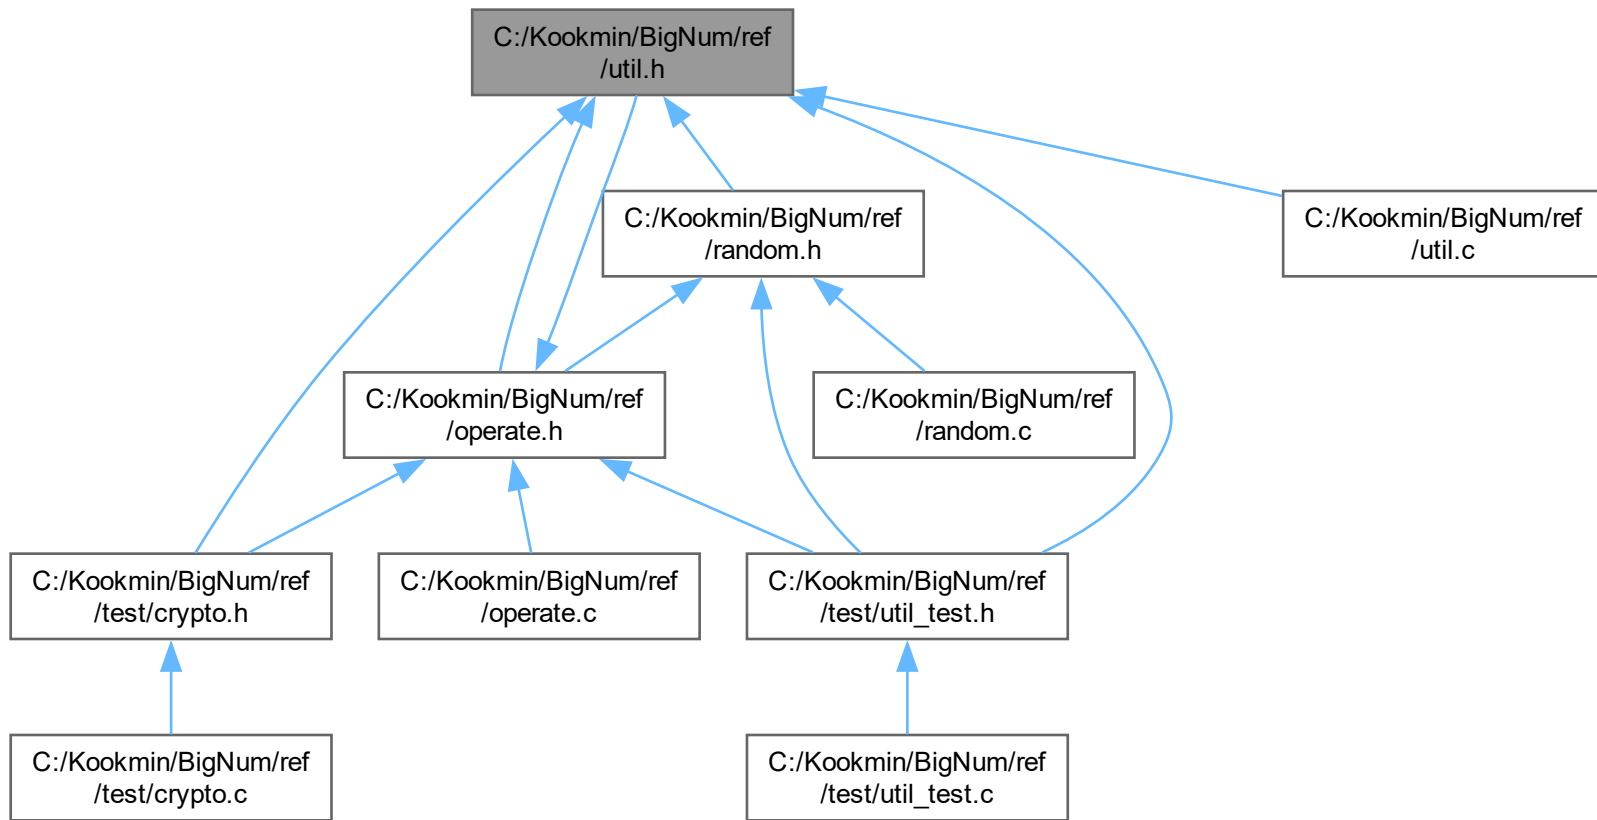 C:/Kookmin/BigNum/ref
/util.h
C:/Kookmin/BigNum/ref
/random.h
C:/Kookmin/BigNum/ref
/util.c
C:/Kookmin/BigNum/ref
/operate.h
C:/Kookmin/BigNum/ref
/random.c
C:/Kookmin/BigNum/ref
/test/crypto.h
C:/Kookmin/BigNum/ref
/operate.c
C:/Kookmin/BigNum/ref
/test/util_test.h
C:/Kookmin/BigNum/ref
/test/crypto.c
C:/Kookmin/BigNum/ref
/test/util_test.c